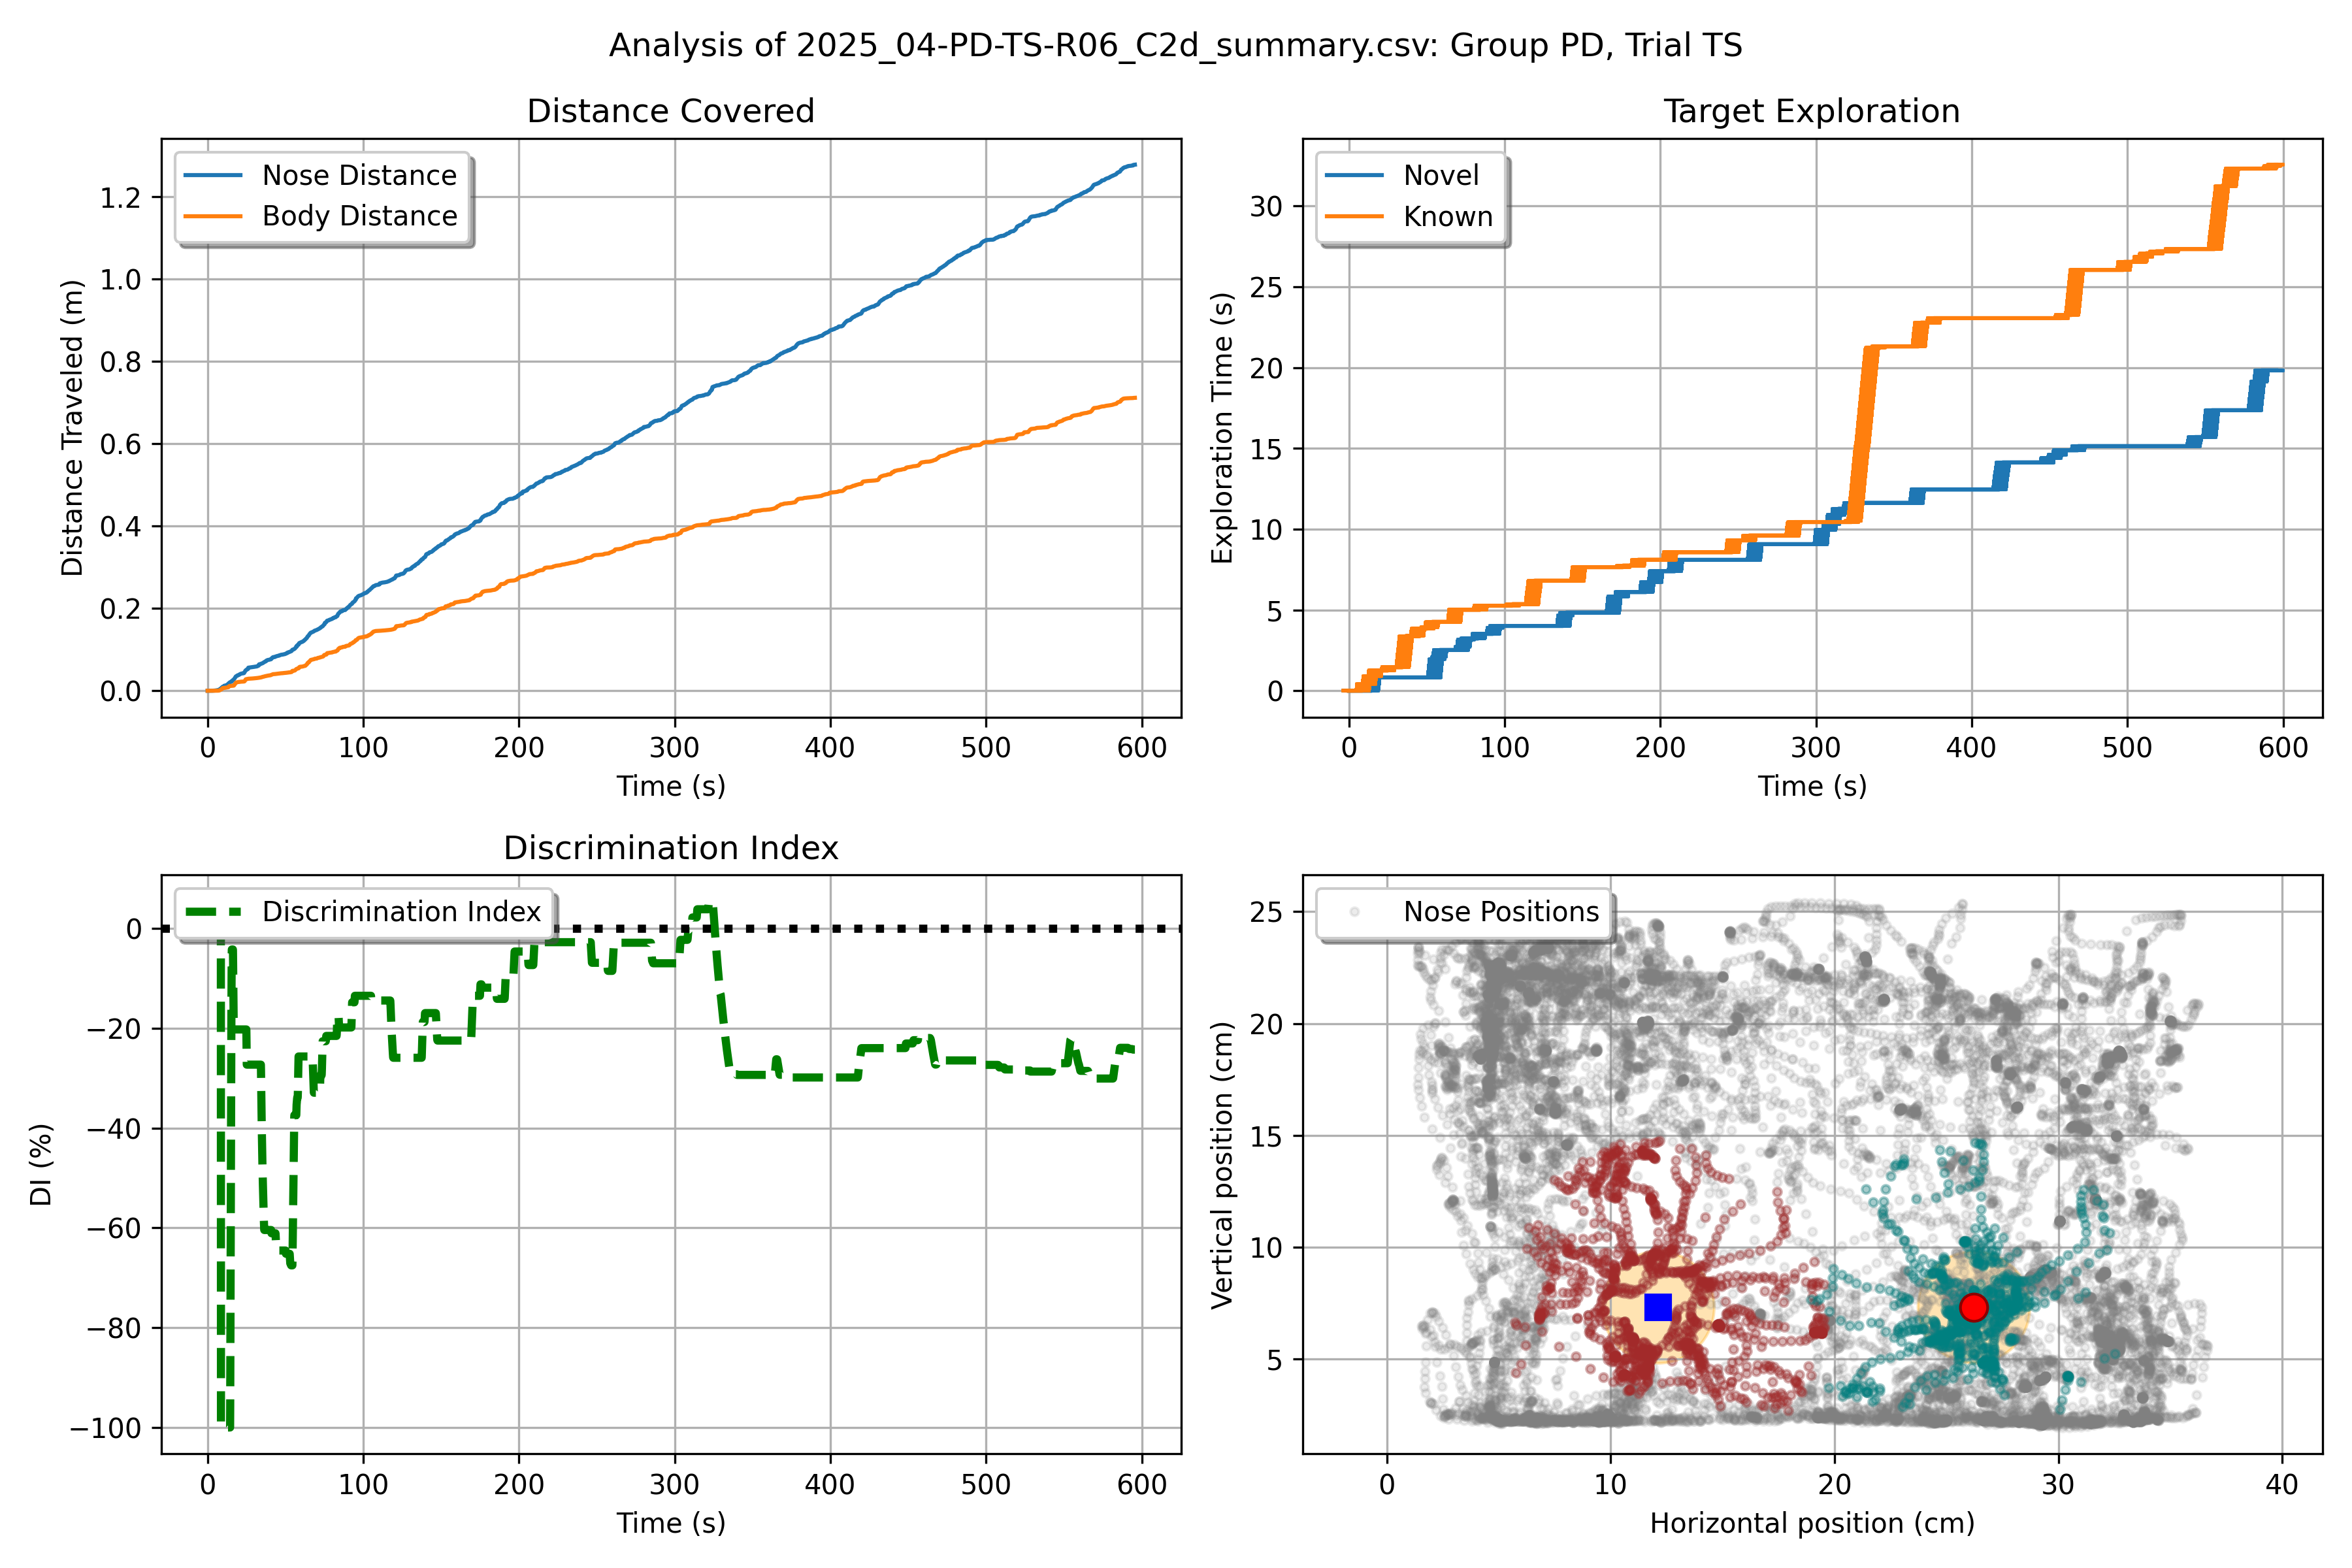 Analysis of 2025_04-PD-TS-R06_C2d_summary.csv: Group PD, Trial TS
Distance Covered
Nose Distance
Body Distance
Distance Traveled (m)
1.2
1.0
0.8
0.6
0.4
0.2
0.0
0 100 200 300 400 500 600
Time (s)
Target Exploration
Novel
Known
Exploration Time (s)
30
25
20
15
10
5
0
0 100 200 300 400 500 600
Time (s)
Discrimination Index
Discrimination Index
DI (%)
0
−20
−40
−60
−80
−100
0 100 200 300 400 500 600
Time (s)
Nose Positions
Vertical position (cm)
25
20
15
10
5
0 10 20 30 40
Horizontal position (cm)